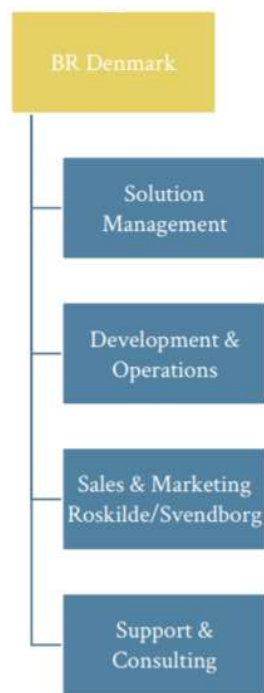 BR Denmark
Solution
Management
Development &
Operations
Sales & Marketing
Roskilde/Svendborg
Support &
Consulting